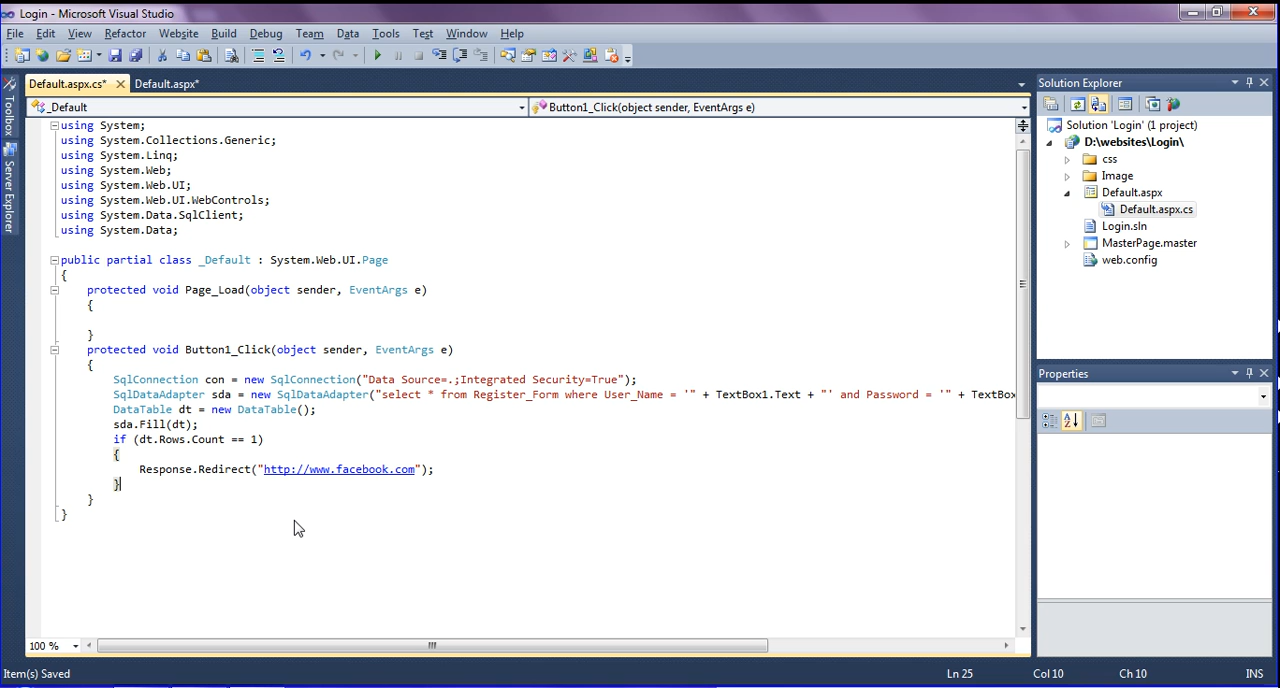 Login - Microsoft Visual Studio
File Edit View Refactor Website Build Debug Team Data Tools Test Window Help
Default.aspx.cs* Default.aspx*
_Default Button1_Click(object sender, EventArgs e)
Toolbox
Server Explorer
using System;
using System.Collections.Generic;
using System.Linq;
using System.Web;
using System.Web.UI;
using System.Web.UI.WebControls;
using System.Data.SqlClient;
using System.Data;
public partial class _Default : System.Web.UI.Page
{
protected void Page_Load(object sender, EventArgs e)
{
}
protected void Button1_Click(object sender, EventArgs e)
{
SqlConnection con = new SqlConnection("Data Source=.;Integrated Security=True");
SqlDataAdapter sda = new SqlDataAdapter("select * from Register_Form where User_Name = '" + TextBox1.Text + "' and Password = '" + TextBox
DataTable dt = new DataTable();
sda.Fill(dt);
if (dt.Rows.Count == 1)
{
Response.Redirect("http://www.facebook.com");
}
}
}
100 %
Solution Explorer
Solution 'Login' (1 project)
D:\websites\Login\
css
Image
Default.aspx
Default.aspx.cs
Login.sln
MasterPage.master
web.config
Properties
Item(s) Saved Ln 25 Col 10 Ch 10 INS